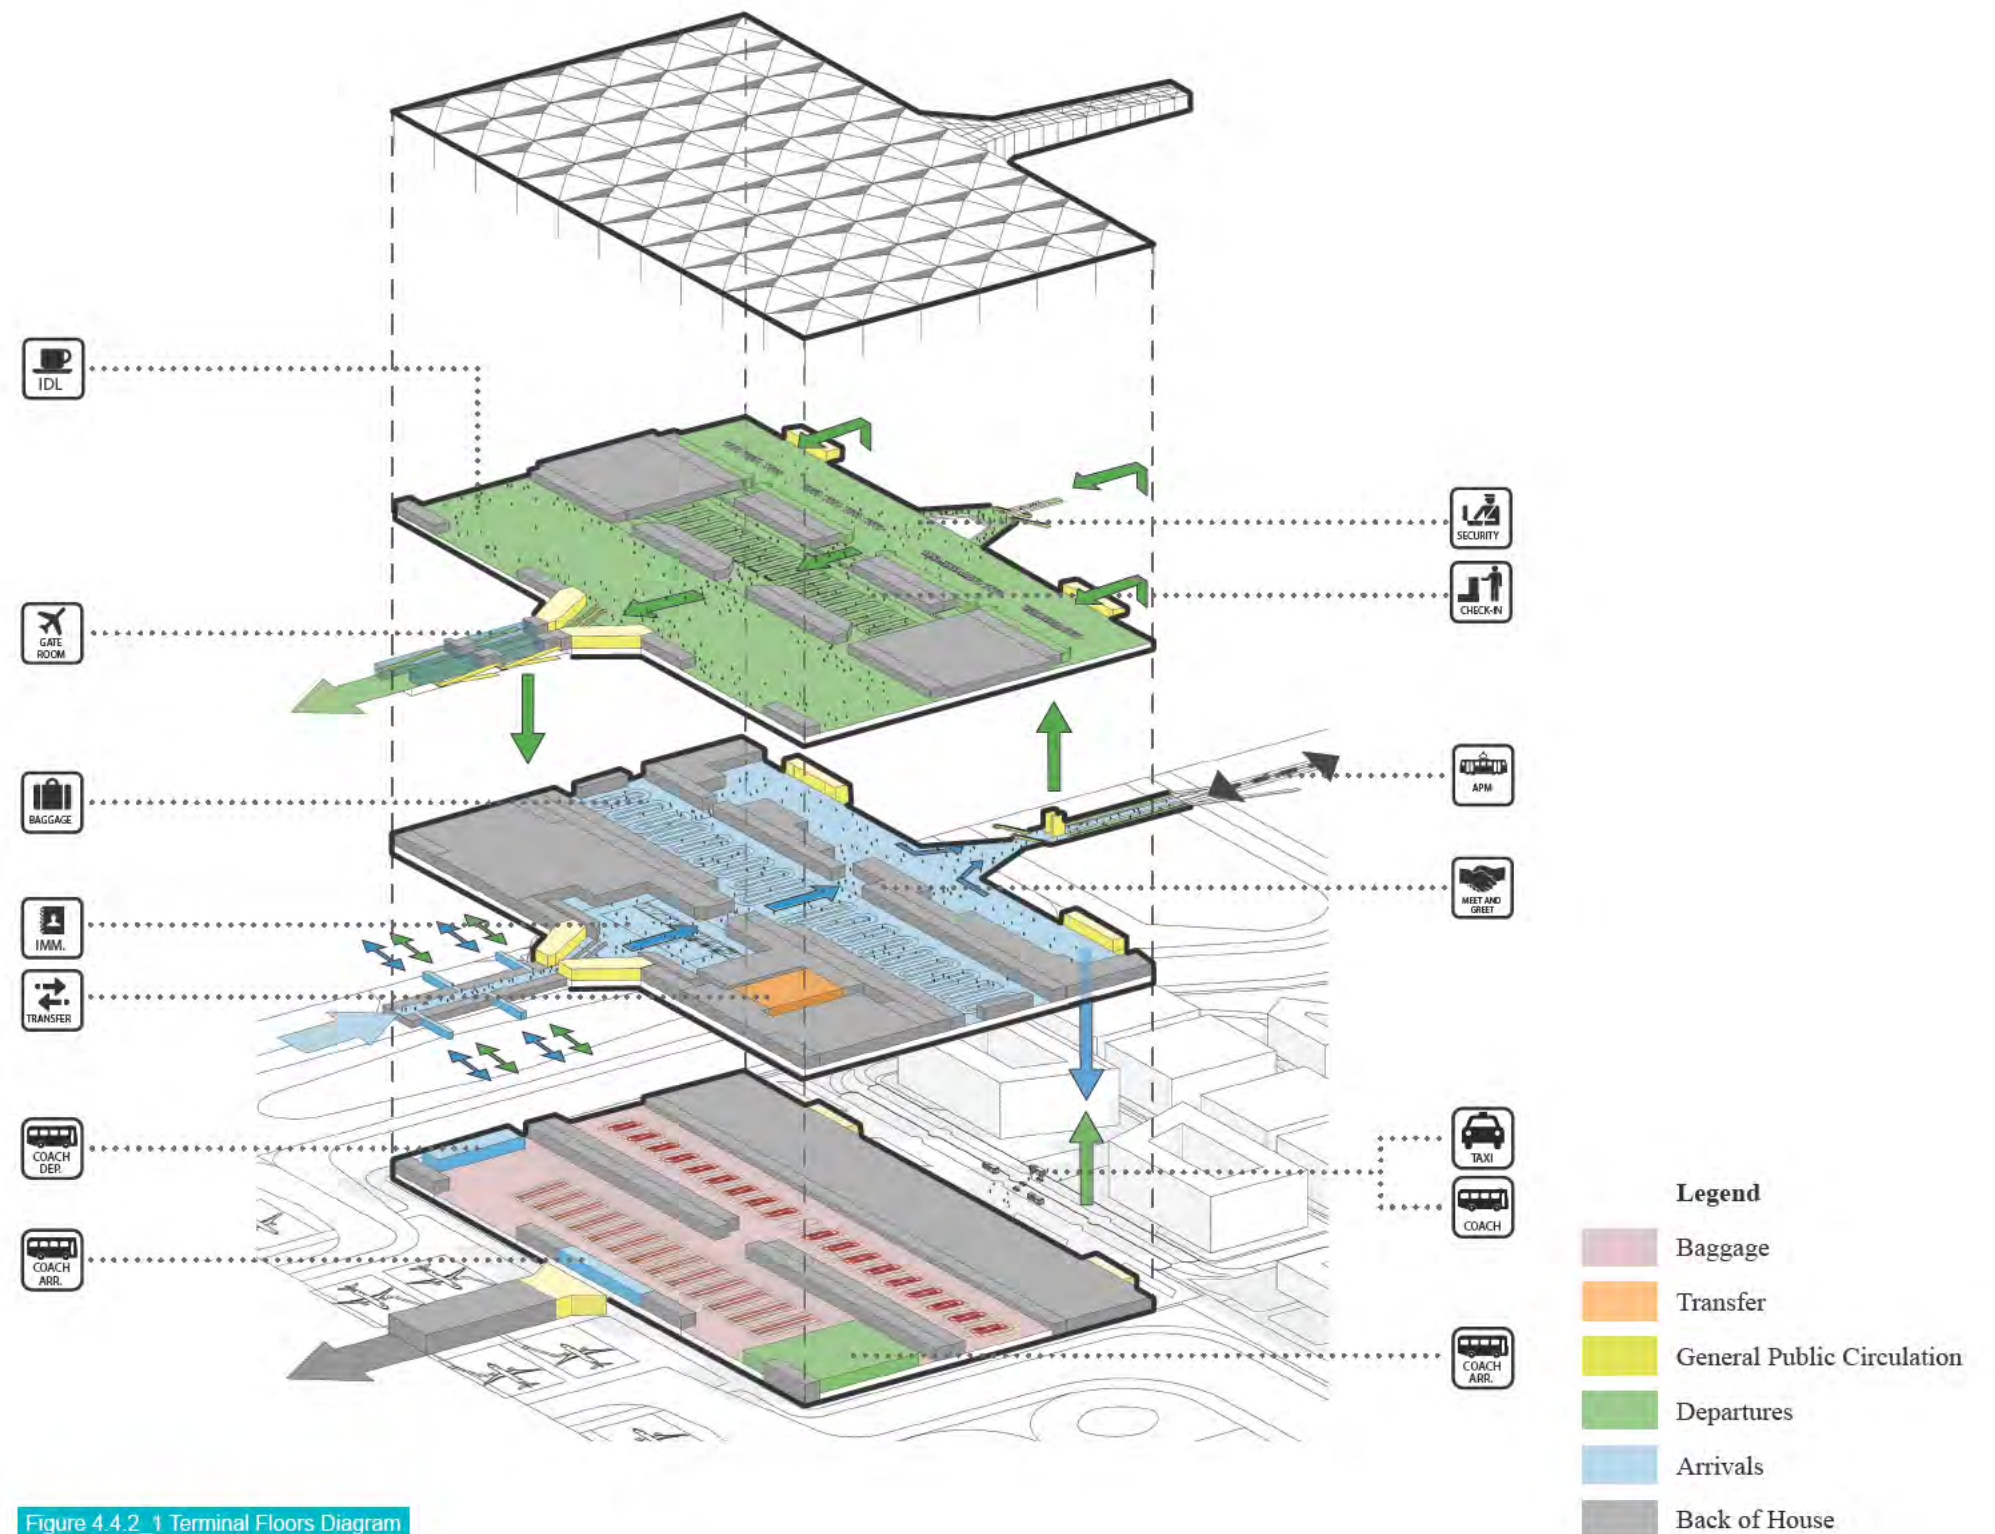 IDL
SECURITY
CHECK-IN
GATE
ROOM
APM
BAGGAGE
MEET AND
GREET
IMM.
TRANSFER
COACH
DEP.
TAXI
COACH
COACH
ARR.
COACH
ARR.
Legend
Baggage
Transfer
General Public Circulation
Departures
Arrivals
Back of House
Figure 4.4.2_1 Terminal Floors Diagram